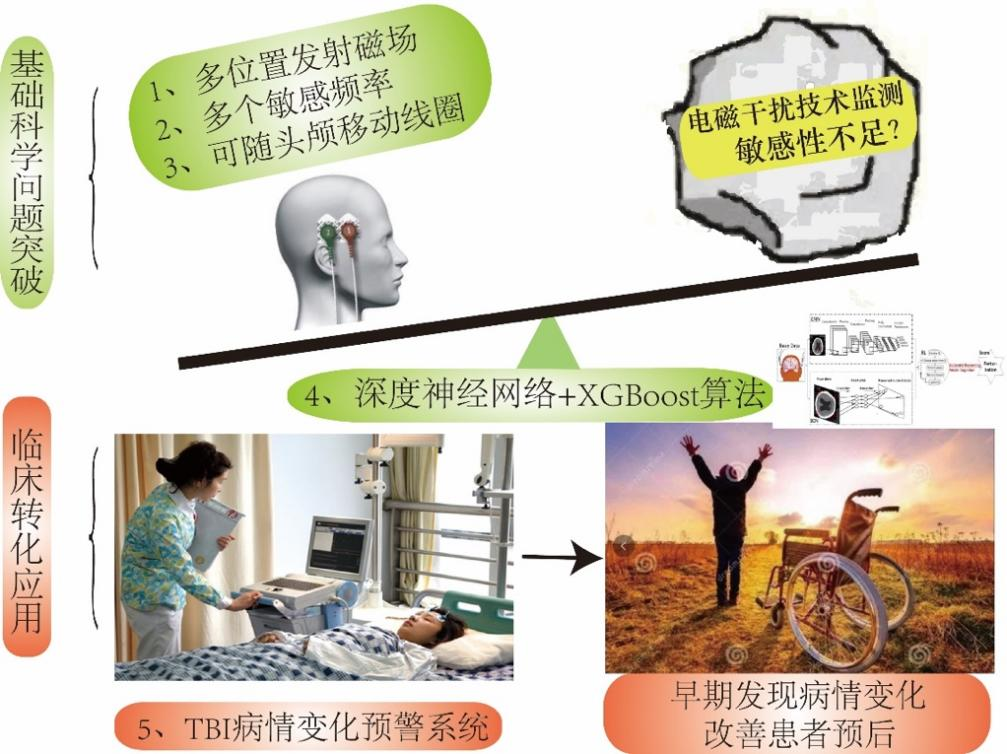 基础科学问题突破
1、多位置发射磁场
2、多个敏感频率
3、可随头颅移动线圈
电磁干扰技术监测
敏感性不足?
4、深度神经网络+XGBoost算法
临床转化应用
5、TBI病情变化预警系统
早期发现病情变化
改善患者预后